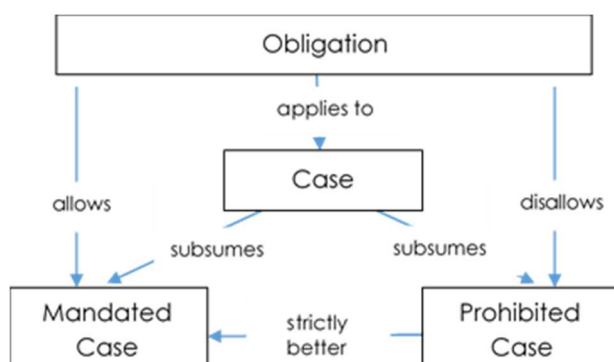 Obligation
applies to
Case
allows
disallows
subsumes
subsumes
Mandated
Case
strictly
better
Prohibited
Case